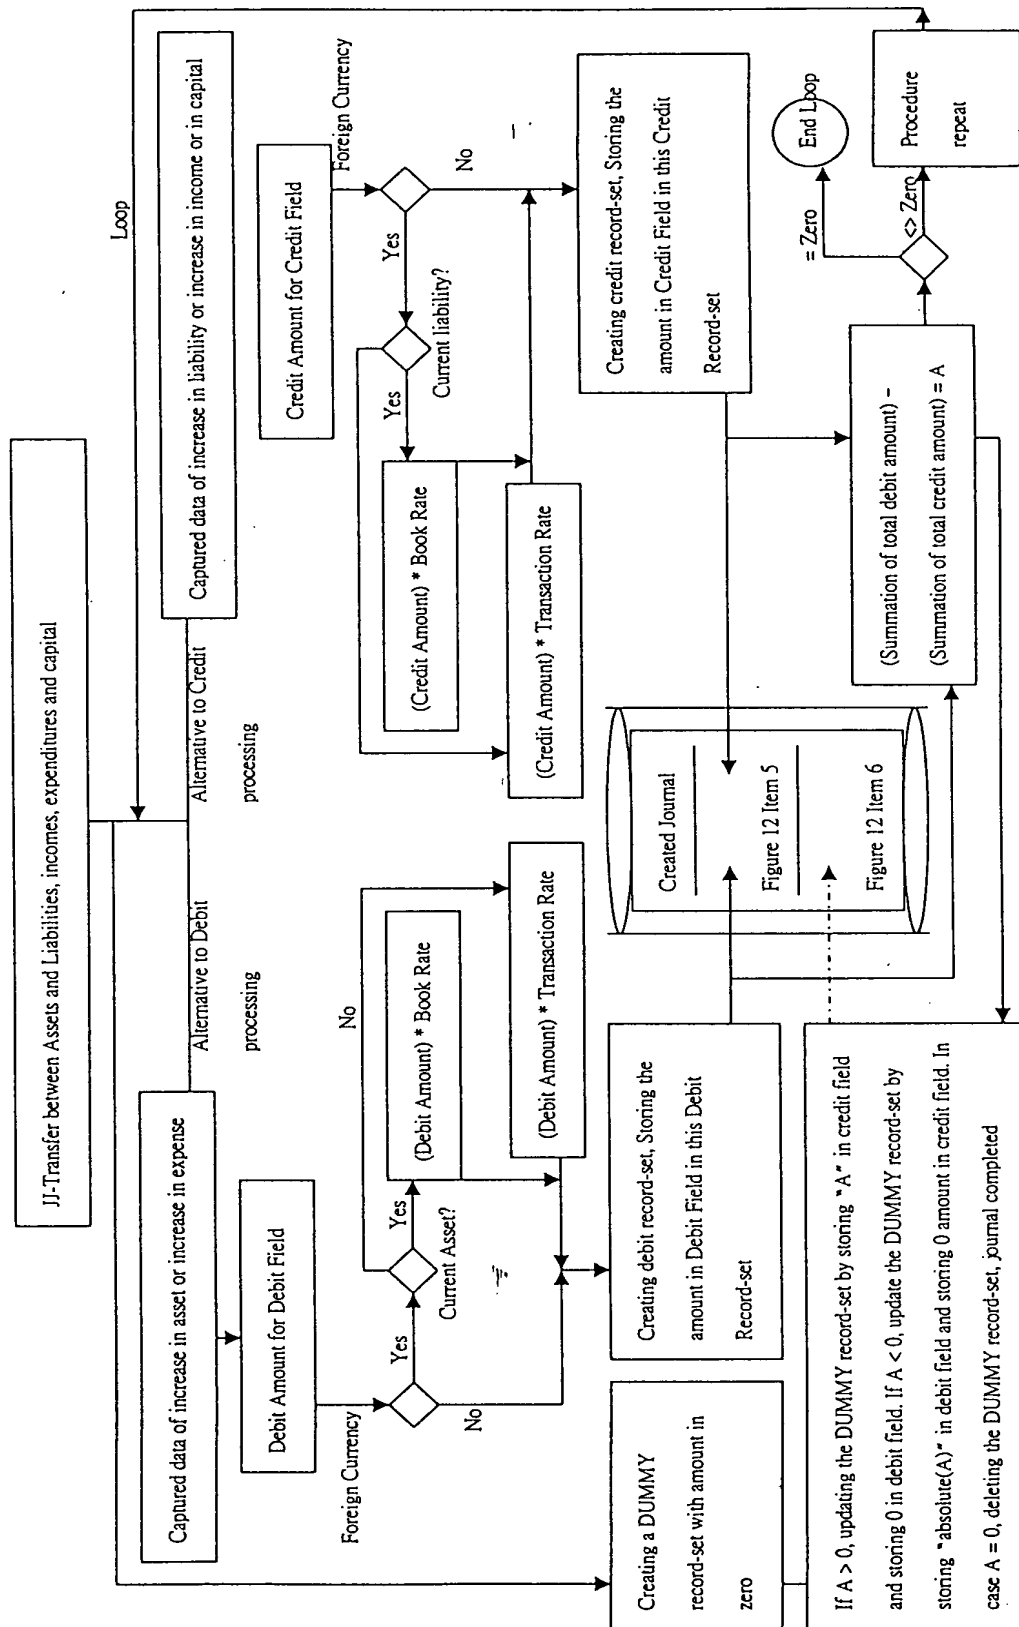 JJ-Transfer between Assets and Liabilities, incomes, expenditures and capital
Loop
Captured data of increase in asset or increase in expense
Alternative to Debit
processing
Alternative to Credit
processing
Captured data of increase in liability or increase in income or in capital
Debit Amount for Debit Field
Credit Amount for Credit Field
Foreign Currency
Yes
No
Current Asset?
Yes
No
(Debit Amount) * Book Rate
(Debit Amount) * Transaction Rate
Foreign Currency
Yes
No
Current liability?
Yes
(Credit Amount) * Book Rate
(Credit Amount) * Transaction Rate
Creating a DUMMY
record-set with amount in
zero
Creating debit record-set, Storing the
amount in Debit Field in this Debit
Record-set
Created Journal
Figure 12 Item 5
Figure 12 Item 6
Creating credit record-set, Storing the
amount in Credit Field in this Credit
Record-set
If A > 0, updating the DUMMY record-set by storing "A" in credit field
and storing 0 in debit field. If A < 0, update the DUMMY record-set by
storing "absolute(A)" in debit field and storing 0 amount in credit field. In
case A = 0, deleting the DUMMY record-set, journal completed
(Summation of total debit amount) –
(Summation of total credit amount) = A
= Zero
<> Zero
End Loop
Procedure
repeat